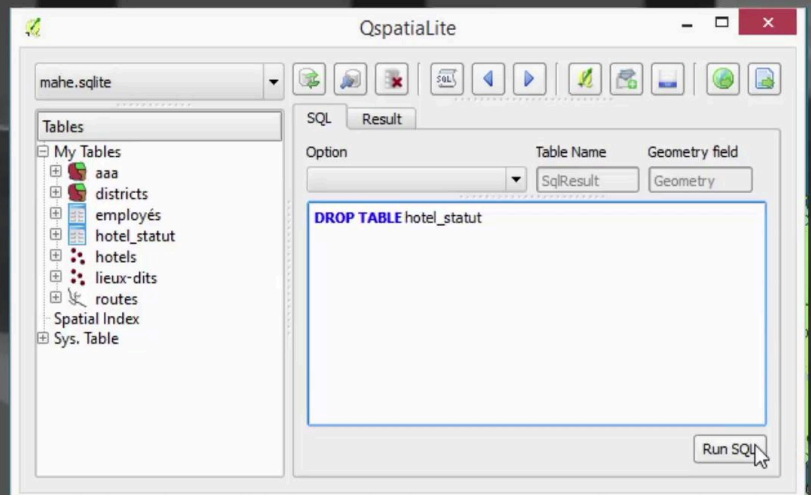 QspatiaLite
mahe.sqlite
SQL
SQL Result
Tables
Option Table Name Geometry field
My Tables
SqlResult Geometry
aaa
districts
employés
DROP TABLE hotel_statut
hotel_statut
hotels
lieux-dits
routes
Spatial Index
Sys. Table
Run SQL